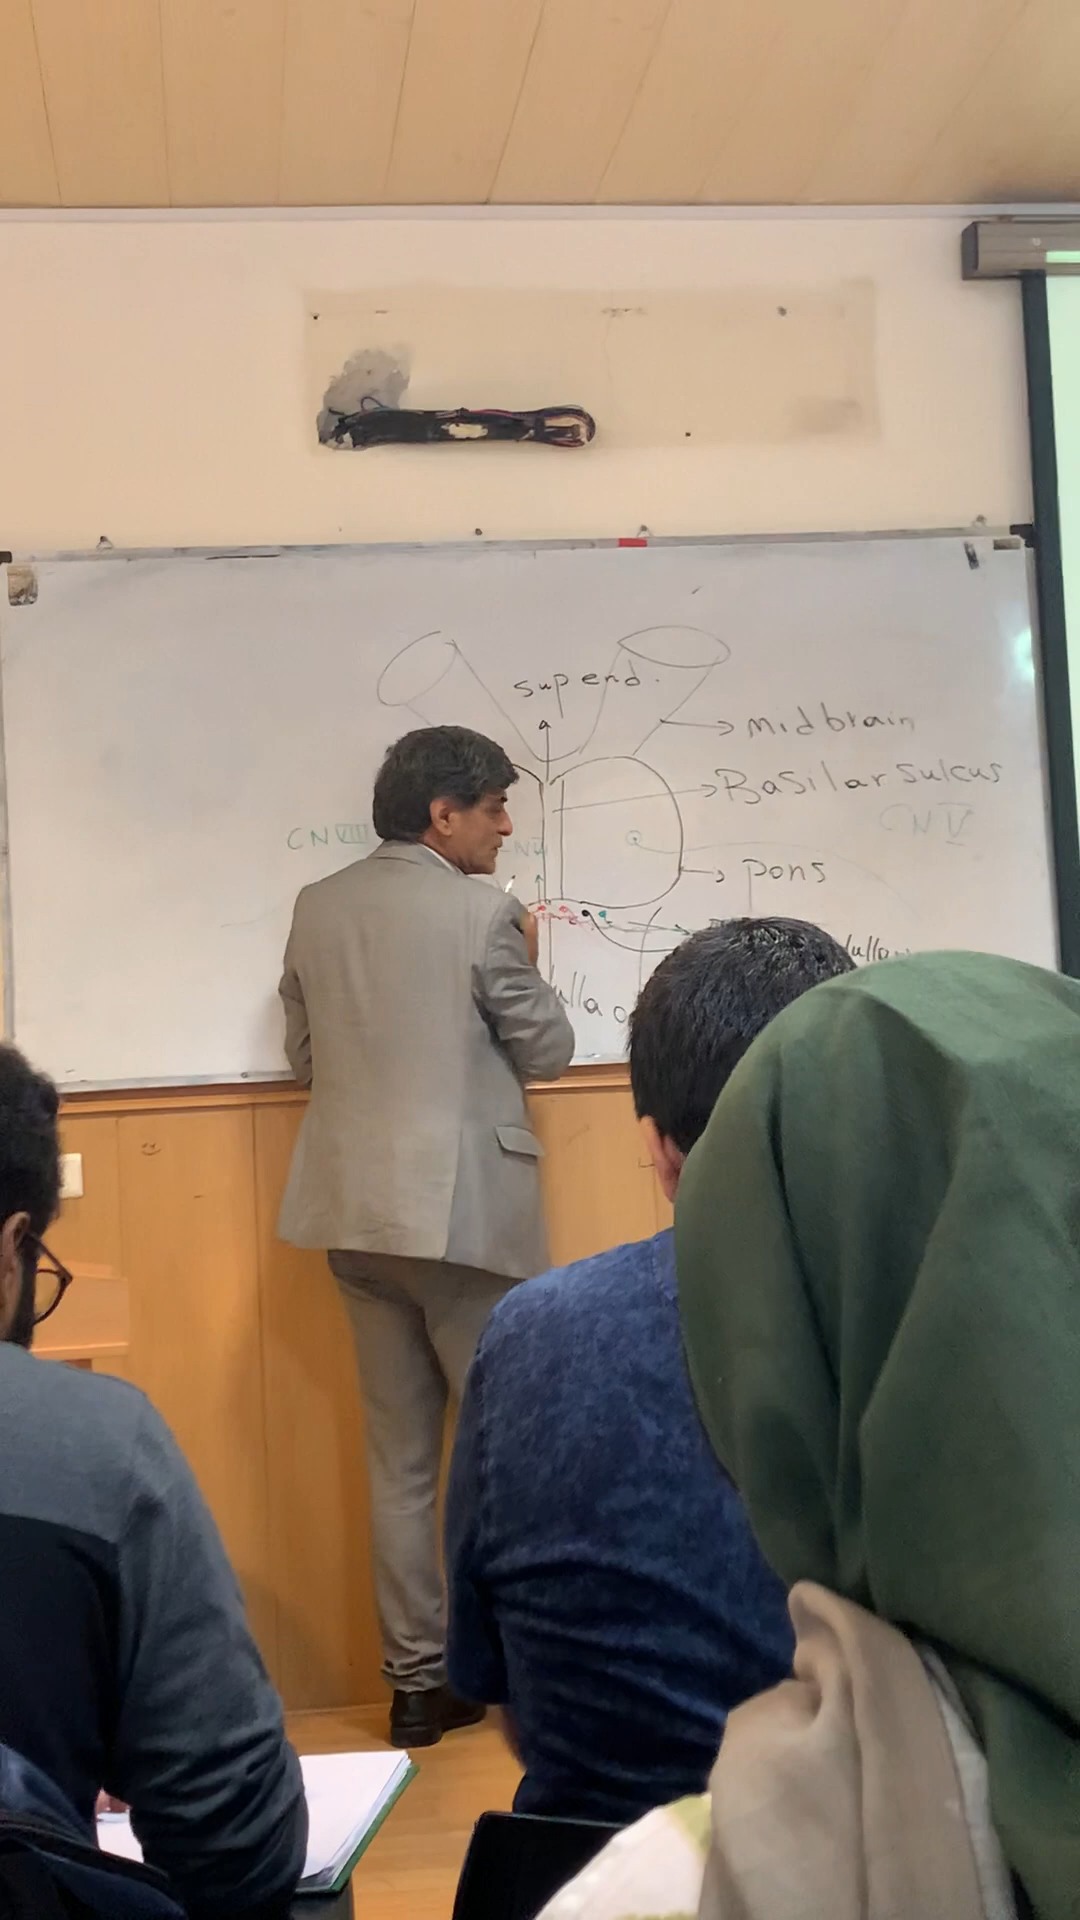 sup end.
midbrain
Basilar sulcus
CN V
CN VIII
pons